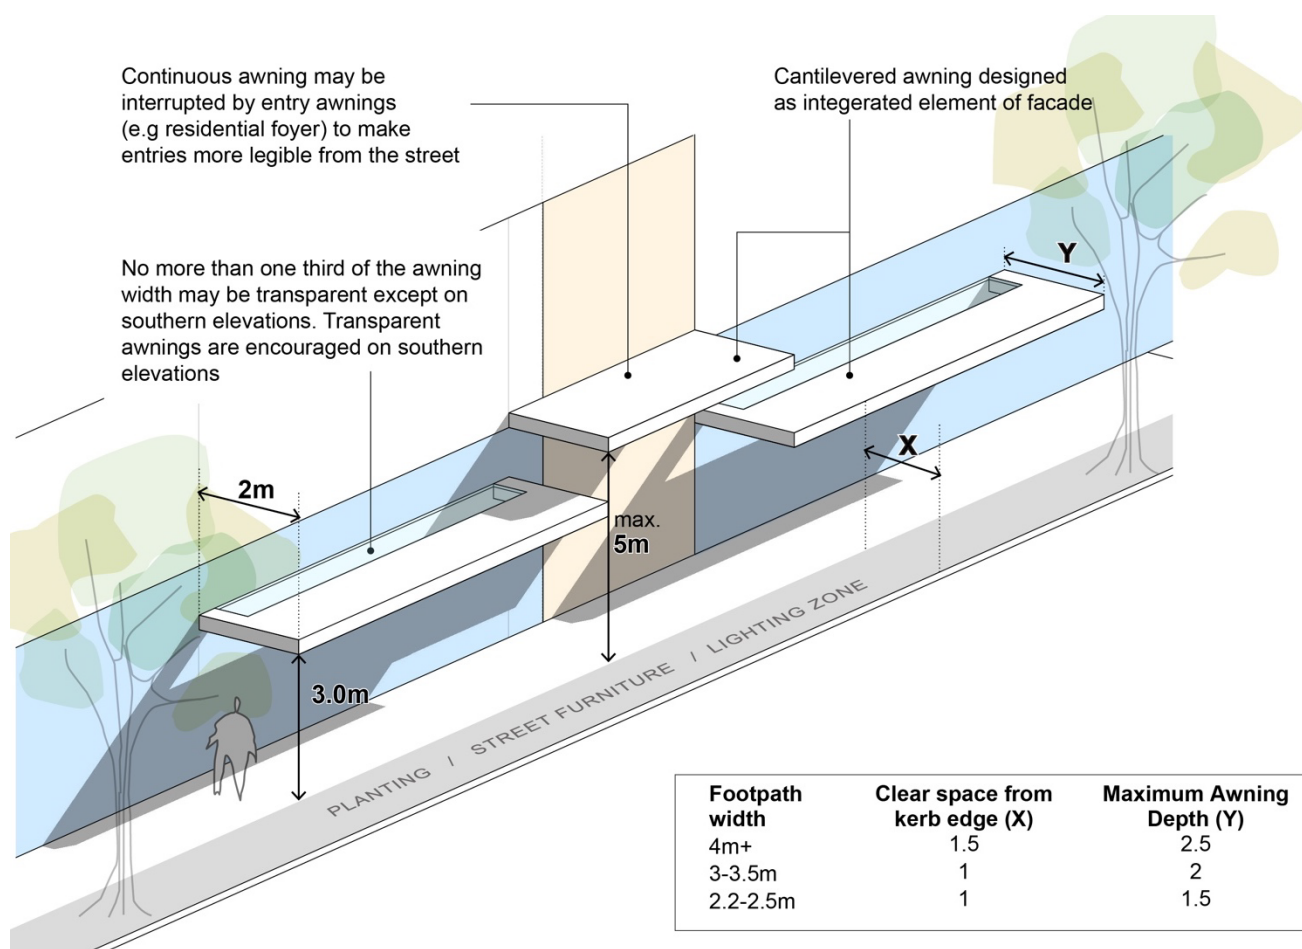 Continuous awning may be
interrupted by entry awnings
(e.g residential foyer) to make
entries more legible from the street
Cantilevered awning designed
as integerated element of facade
No more than one third of the awning
width may be transparent except on
southern elevations. Transparent
awnings are encouraged on southern
elevations
Y
X
2m
max.
5m
3.0m
PLANTING / STREET FURNITURE / LIGHTING ZONE
Footpath width Clear space from kerb edge (X) Maximum Awning Depth (Y)
4m+ 1.5 2.5
3-3.5m 1 2
2.2-2.5m 1 1.5